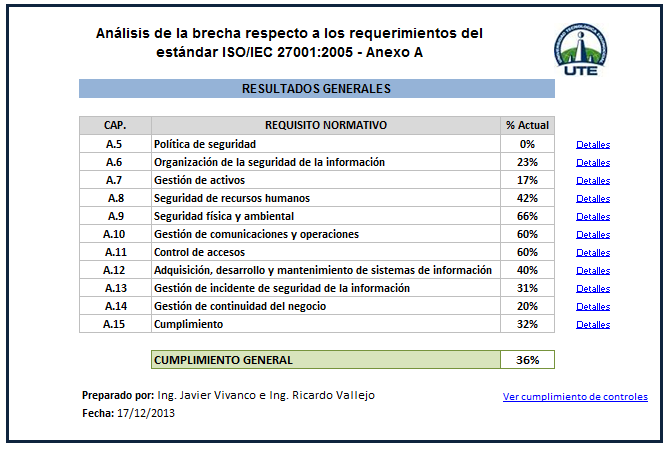 Análisis de la brecha respecto a los requerimientos del
estándar ISO/IEC 27001:2005 - Anexo A
UTE
RESULTADOS GENERALES
CAP. REQUISITO NORMATIVO % Actual
A.5 Política de seguridad 0% Detalles
A.6 Organización de la seguridad de la información 23% Detalles
A.7 Gestión de activos 17% Detalles
A.8 Seguridad de recursos humanos 42% Detalles
A.9 Seguridad física y ambiental 66% Detalles
A.10 Gestión de comunicaciones y operaciones 60% Detalles
A.11 Control de accesos 60% Detalles
A.12 Adquisición, desarrollo y mantenimiento de sistemas de información 40% Detalles
A.13 Gestión de incidente de seguridad de la información 31% Detalles
A.14 Gestión de continuidad del negocio 20% Detalles
A.15 Cumplimiento 32% Detalles
CUMPLIMIENTO GENERAL 36%
Preparado por: Ing. Javier Vivanco e Ing. Ricardo Vallejo Ver cumplimiento de controles
Fecha: 17/12/2013